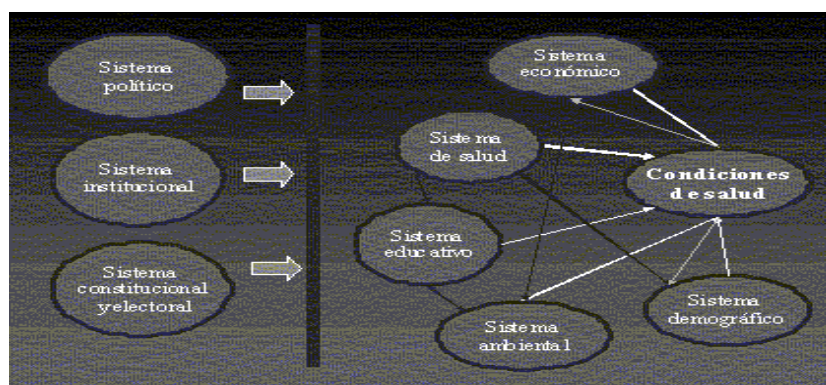 Sistema
político
Sistema
institucional
Sistema
constitucional
y electoral
Sistema
económico
Sistema
de salud
Condiciones
de salud
Sistema
educativo
Sistema
ambiental
Sistema
demográfico